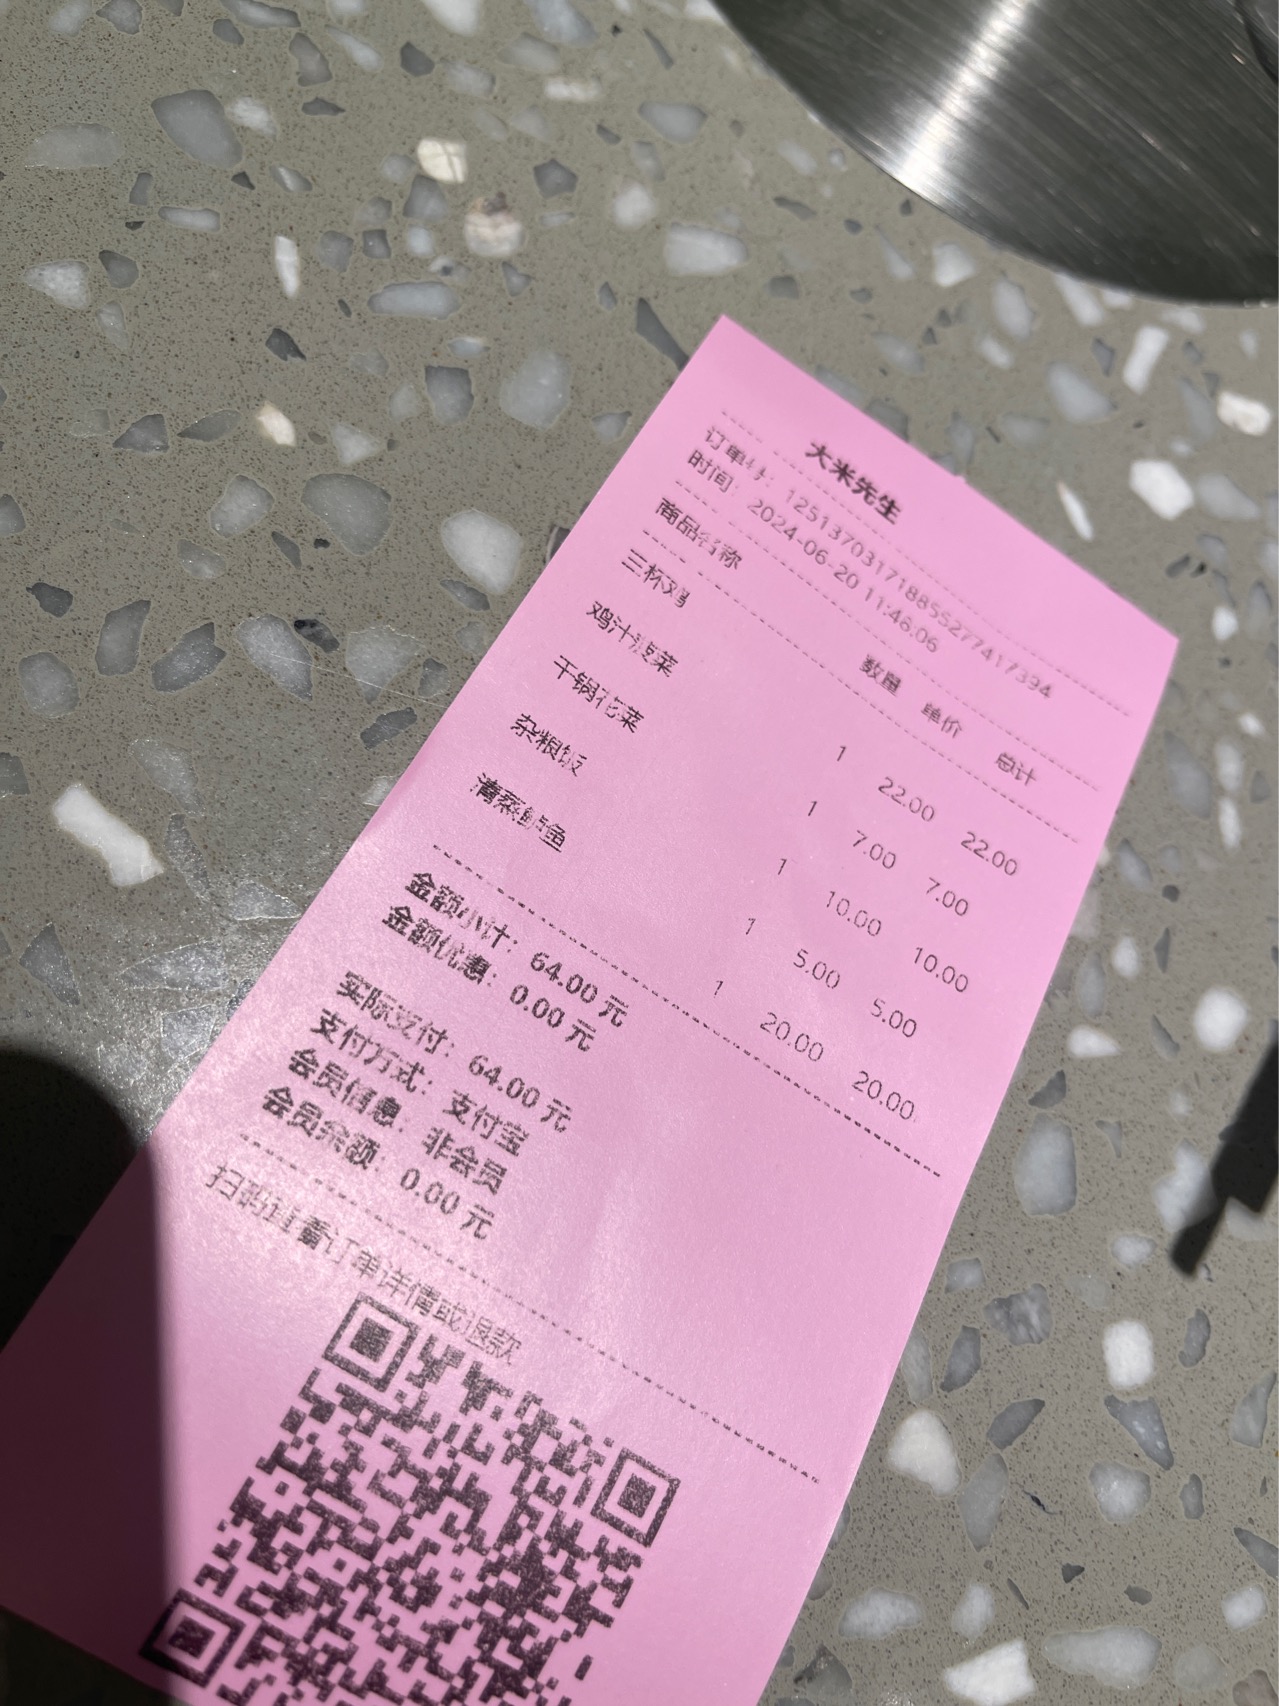 大米先生
订单号: 125137031718855277417394
时间: 2024-06-20 11:46:06
商品名称 数量 单价 总计
三杯鸡 1 22.00 22.00
鸡汁菠菜 1 7.00 7.00
干锅花菜 1 10.00 10.00
杂粮饭 1 5.00 5.00
清蒸鲈鱼 1 20.00 20.00
金额小计: 64.00 元
金额优惠: 0.00 元
实际支付: 64.00 元
支付方式: 支付宝
会员信息: 非会员
会员余额: 0.00 元
扫码查看订单详情或退款